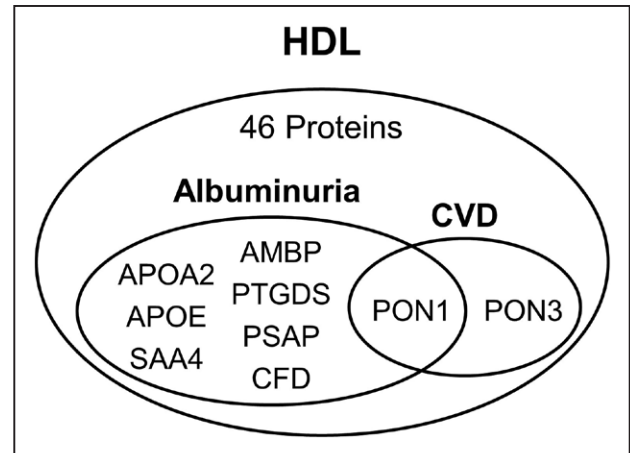 HDL
46 Proteins
Albuminuria
CVD
APOA2
APOE
SAA4
AMBP
PTGDS
PSAP
CFD
PON1
PON3